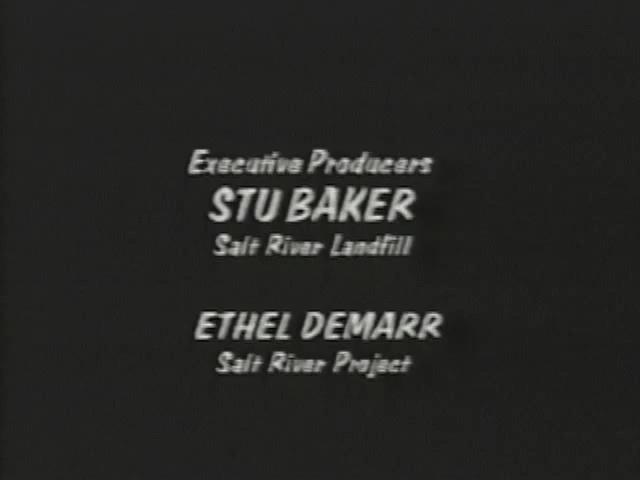 Executive Producers
STU BAKER
Salt River Landfill
ETHEL DEMARR
Salt River Project